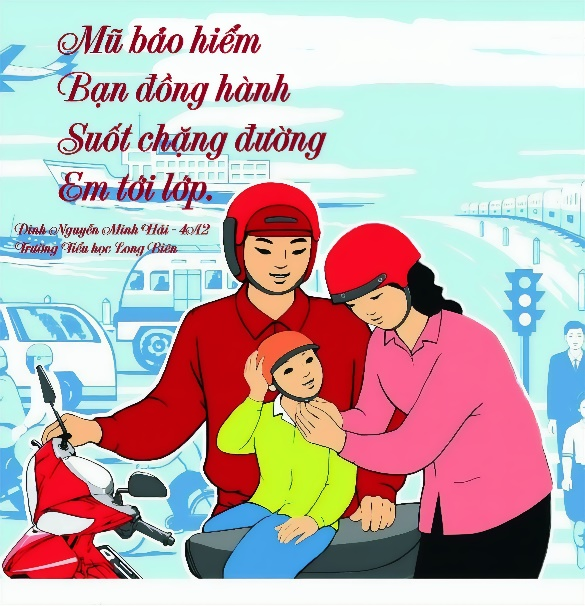 Mũ bảo hiểm
Bạn đồng hành
Suốt chặng đường
Em tới lớp.
Đinh Nguyễn Minh Hải - 4A2
Trường Tiểu học Long Biên